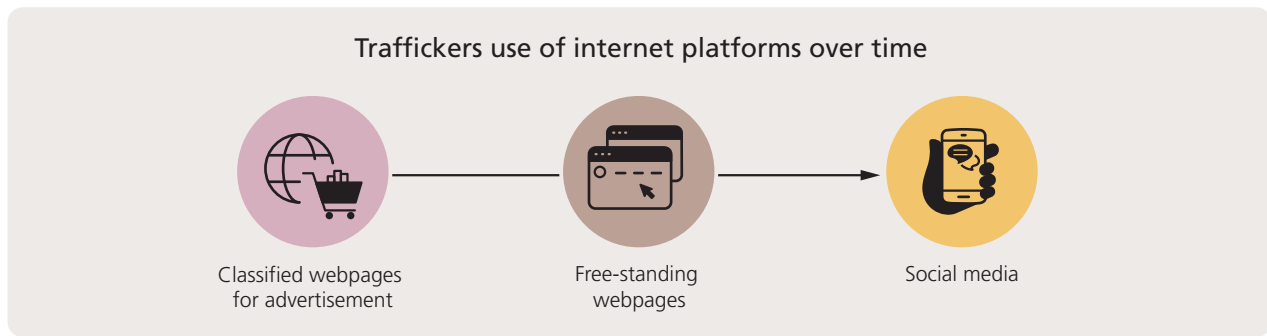 Traffickers use of internet platforms over time
Classified webpages
for advertisement
Free-standing
webpages
Social media